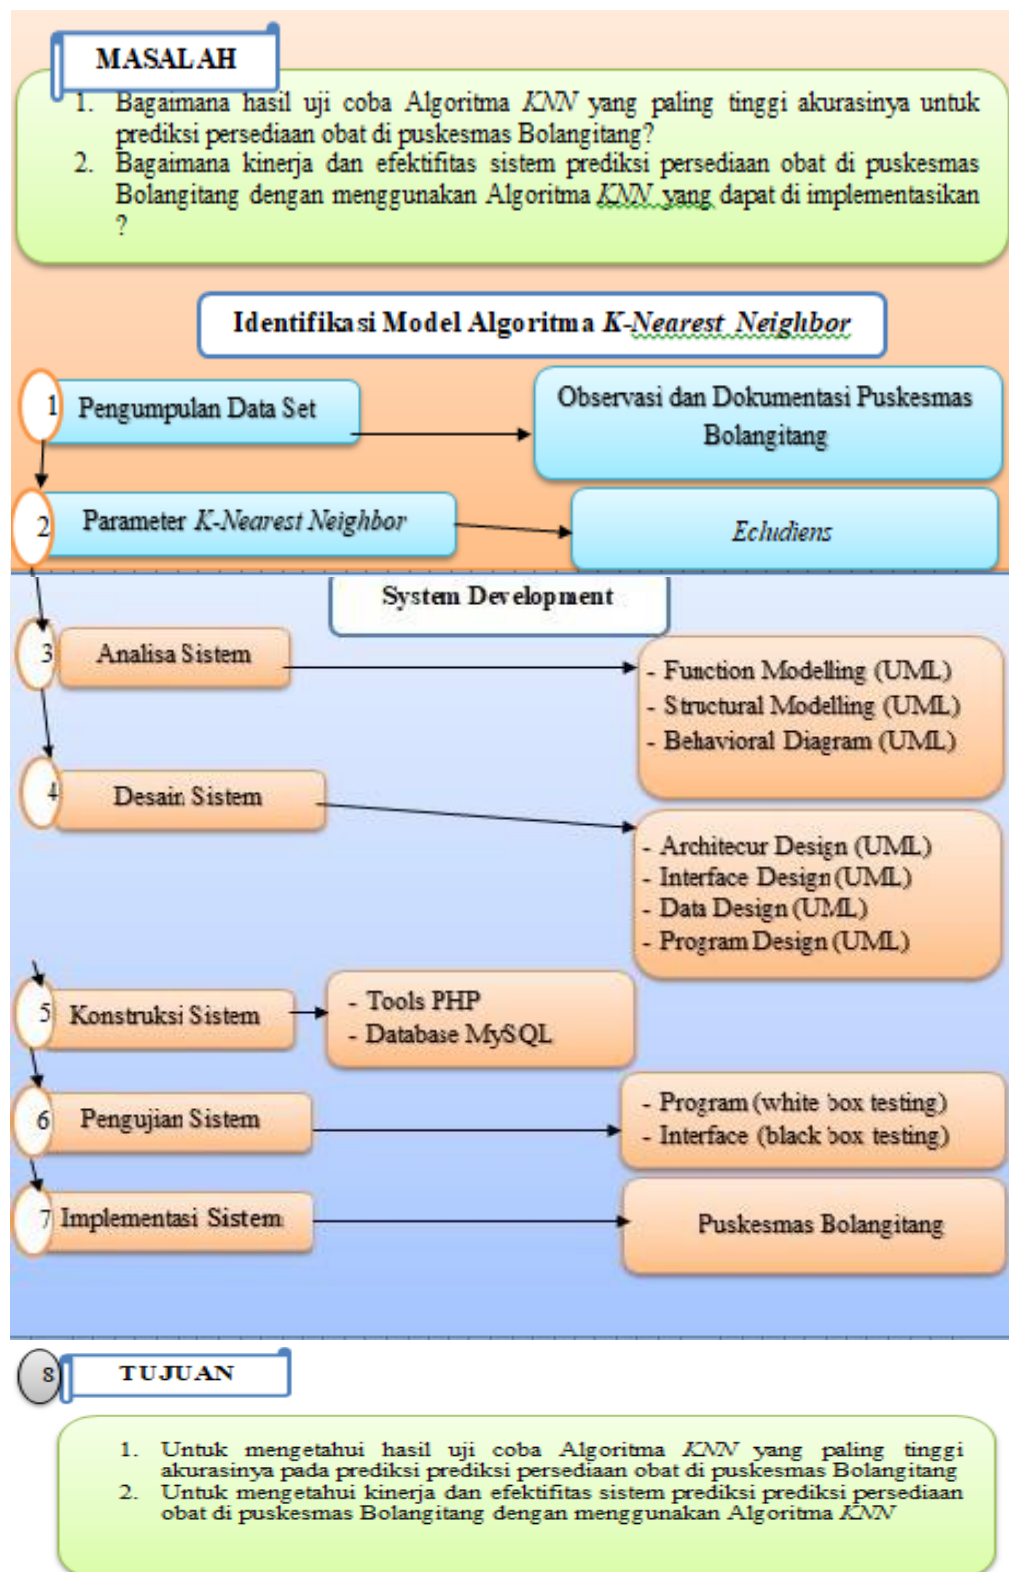 MASALAH
1. Bagaimana hasil uji coba Algoritma KNN yang paling tinggi akurasinya untuk
prediksi persediaan obat di puskesmas Bolangitang?
2. Bagaimana kinerja dan efektifitas sistem prediksi persediaan obat di puskesmas
Bolangitang dengan menggunakan Algoritma KNN yang dapat di implementasikan
?
Identifikasi Model Algoritma K-Nearest Neighbor
1 Pengumpulan Data Set
Observasi dan Dokumentasi Puskesmas
Bolangitang
2 Parameter K-Nearest Neighbor
Ecludiens
System Development
3 Analisa Sistem
- Function Modelling (UML)
- Structural Modelling (UML)
- Behavioral Diagram (UML)
4 Desain Sistem
- Architecur Design (UML)
- Interface Design (UML)
- Data Design (UML)
- Program Design (UML)
5 Konstruksi Sistem
- Tools PHP
- Database MySQL
6 Pengujian Sistem
- Program (white box testing)
- Interface (black box testing)
7 Implementasi Sistem
Puskesmas Bolangitang
8 TUJUAN
1. Untuk mengetahui hasil uji coba Algoritma KNN yang paling tinggi
akurasinya pada prediksi prediksi persediaan obat di puskesmas Bolangitang
2. Untuk mengetahui kinerja dan efektifitas sistem prediksi prediksi persediaan
obat di puskesmas Bolangitang dengan menggunakan Algoritma KNN